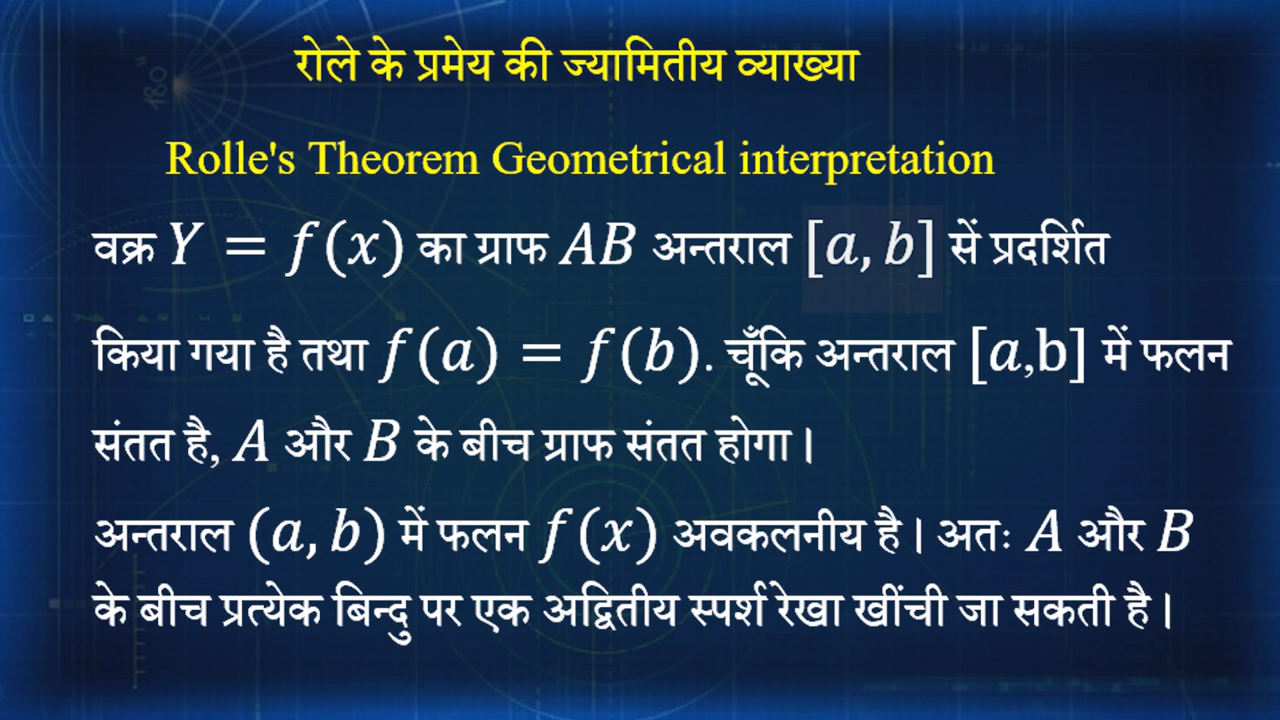 180°
रोले के प्रमेय की ज्यामितीय व्याख्या
Rolle's Theorem Geometrical interpretation
वक्र Y = f(x) का ग्राफ AB अन्तराल [a, b] सें प्रदर्शित
किया गया है तथा f(a) = f(b). चूँकि अन्तराल [a,b] में फलन
संतत है, A और B के बीच ग्राफ संतत होगा।
अन्तराल (a, b) में फलन f(x) अवकलनीय है। अतः A और B
के बीच प्रत्येक बिन्दु पर एक अद्वितीय स्पर्श रेखा खींची जा सकती है।